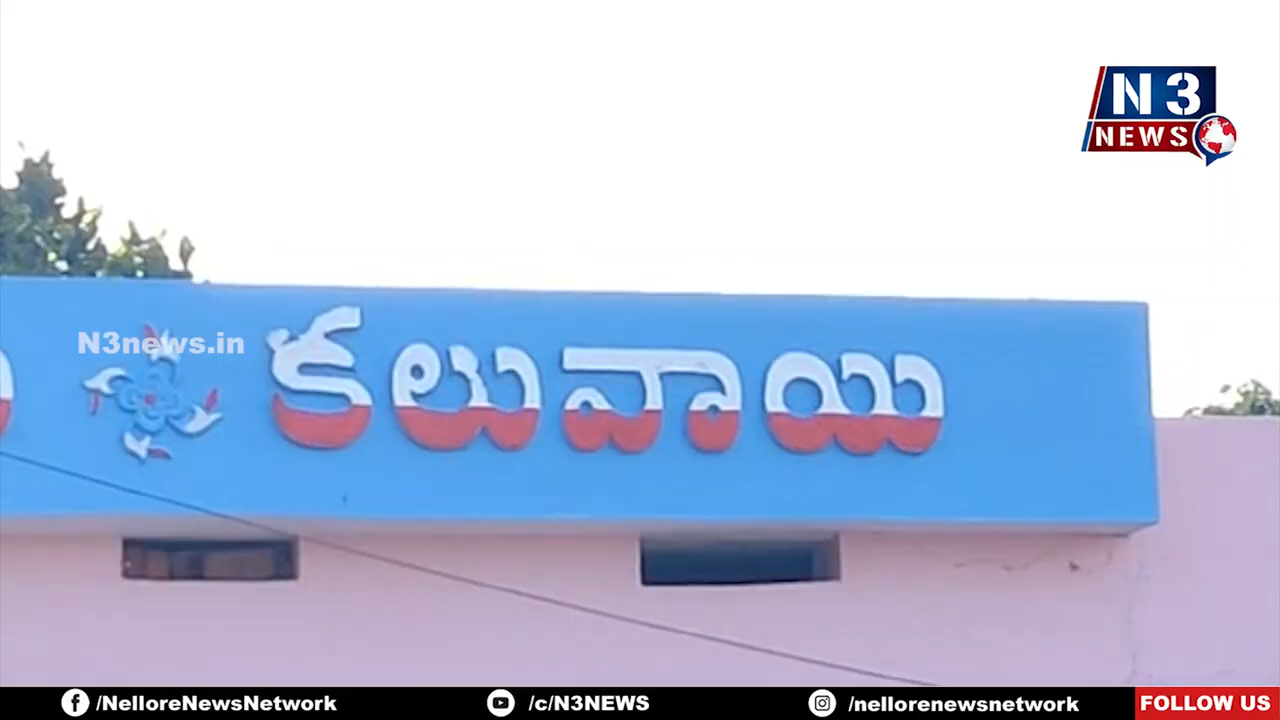 N3
NEWS
N3news.in
కలువాయి
/NelloreNewsNetwork
/c/N3NEWS
/nellorenewsnetwork
FOLLOW US